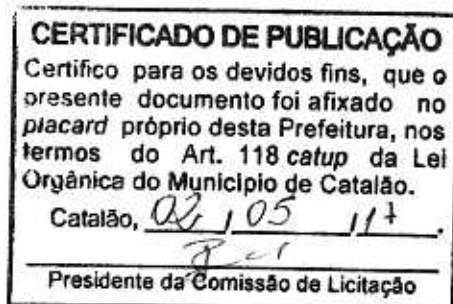 CERTIFICADO DE PUBLICAÇÃO
Certifico para os devidos fins, que o
presente documento foi afixado no
placard próprio desta Prefeitura, nos
termos do Art. 118 catup da Lei
Orgânica do Municipio de Catalão.
Catalão, 02 / 05 / 17.
Presidente da Comissão de Licitação